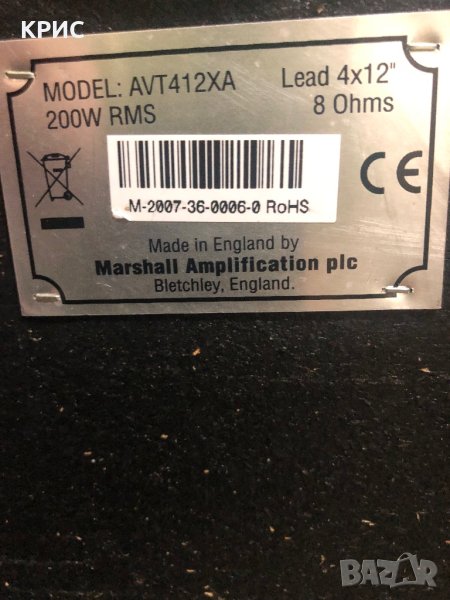 КРИС
MODEL: AVT412XA Lead 4x12"
200W RMS 8 Ohms
CE
M-2007-36-0006-0 RoHS
Made in England by
Marshall Amplification plc
Bletchley, England.
BAZAR